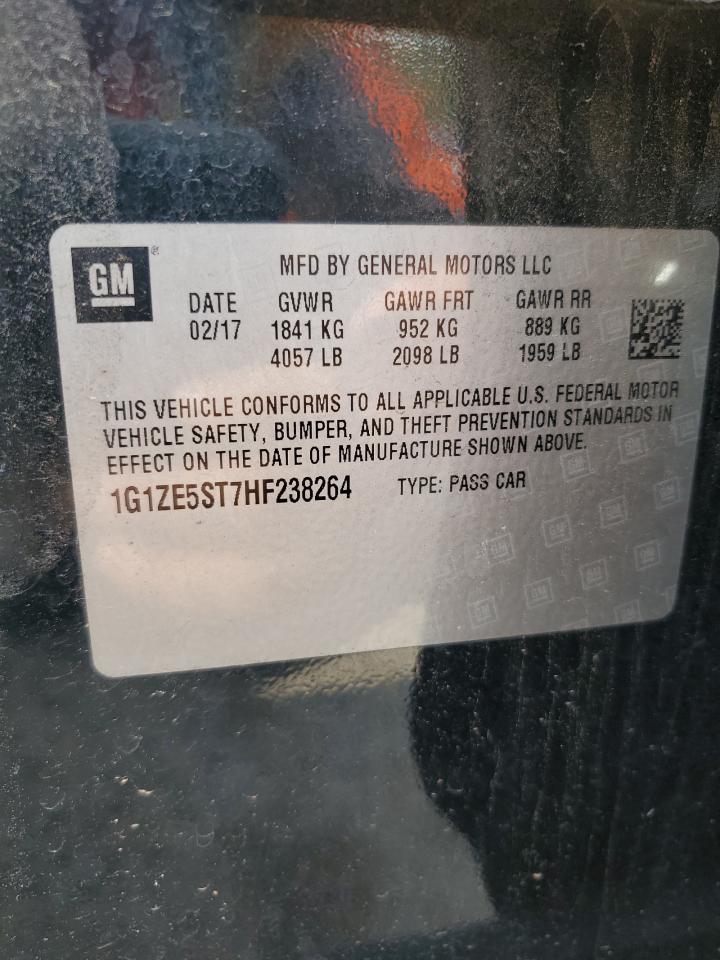 GM
MFD BY GENERAL MOTORS LLC
DATE GVWR GAWR FRT GAWR RR
02/17 1841 KG 952 KG 889 KG
4057 LB 2098 LB 1959 LB
THIS VEHICLE CONFORMS TO ALL APPLICABLE U.S. FEDERAL MOTOR
VEHICLE SAFETY, BUMPER, AND THEFT PREVENTION STANDARDS IN
EFFECT ON THE DATE OF MANUFACTURE SHOWN ABOVE.
1G1ZE5ST7HF238264 TYPE: PASS CAR